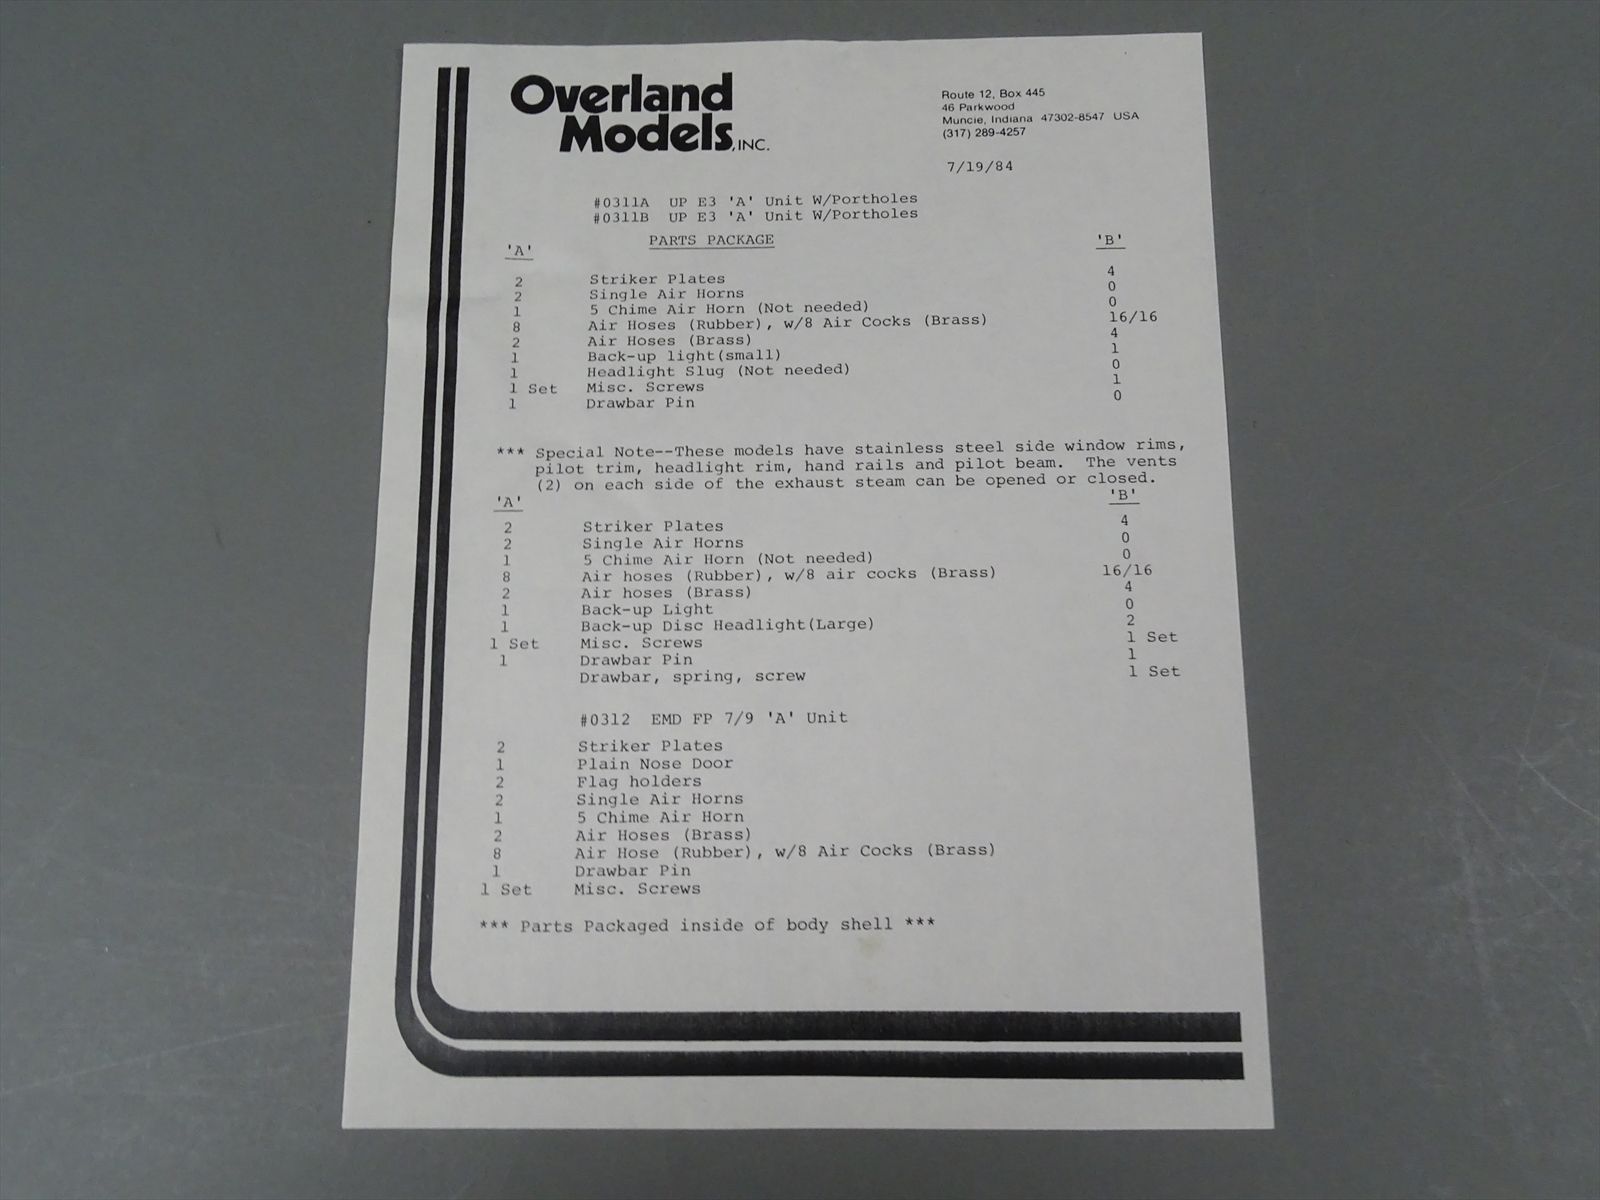 Overland
Models, INC.
Route 12, Box 445
46 Parkwood
Muncie, Indiana 47302-8547 USA
(317) 289-4257
7/19/84
#0311A UP E3 'A' Unit W/Portholes
#0311B UP E3 'A' Unit W/Portholes
'A' PARTS PACKAGE 'B'
2 Striker Plates 4
2 Single Air Horns 0
1 5 Chime Air Horn (Not needed) 0
8 Air Hoses (Rubber), w/8 Air Cocks (Brass) 16/16
2 Air Hoses (Brass) 4
1 Back-up light(small) 1
1 Headlight Slug (Not needed) 0
1 Set Misc. Screws 1
1 Drawbar Pin 0
*** Special Note--These models have stainless steel side window rims,
pilot trim, headlight rim, hand rails and pilot beam. The vents
(2) on each side of the exhaust steam can be opened or closed.
'A' 'B'
2 Striker Plates 4
2 Single Air Horns 0
1 5 Chime Air Horn (Not needed) 0
8 Air hoses (Rubber), w/8 air cocks (Brass) 16/16
2 Air hoses (Brass) 4
1 Back-up Light 0
1 Back-up Disc Headlight(Large) 2
1 Set Misc. Screws 1 Set
1 Drawbar Pin 1
Drawbar, spring, screw 1 Set
#0312 EMD FP 7/9 'A' Unit
2 Striker Plates
1 Plain Nose Door
2 Flag holders
2 Single Air Horns
1 5 Chime Air Horn
2 Air Hoses (Brass)
8 Air Hose (Rubber), w/8 Air Cocks (Brass)
1 Drawbar Pin
1 Set Misc. Screws
*** Parts Packaged inside of body shell ***